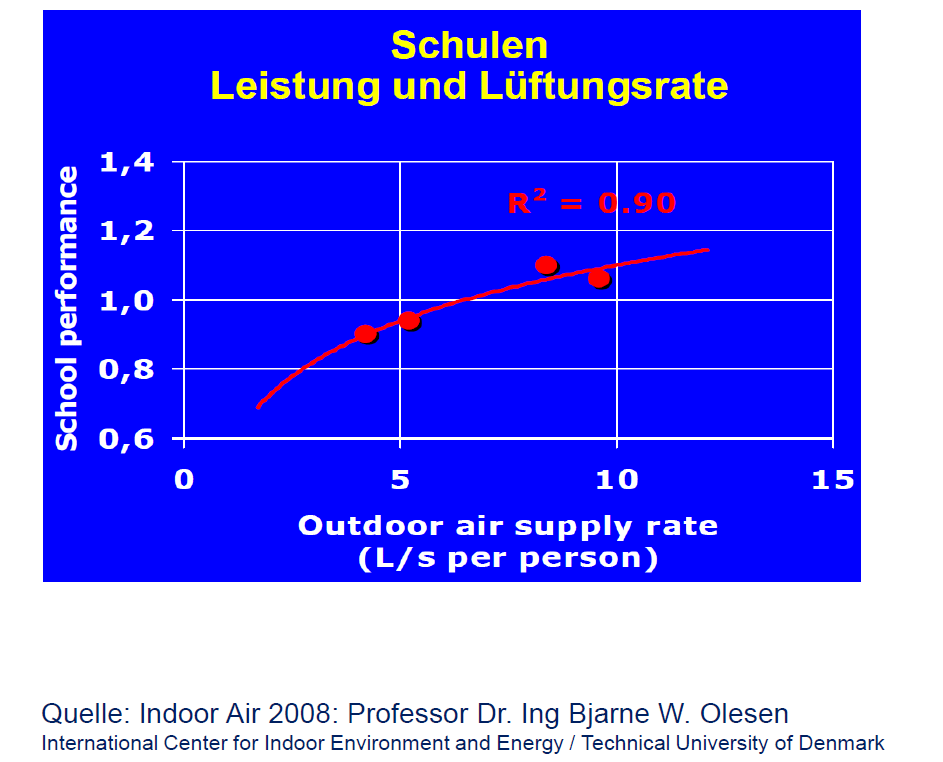 Schulen
Leistung und Lüftungsrate
School performance
1,4
1,2
1,0
0,8
0,6
R² = 0.90
0 5 10 15
Outdoor air supply rate
(L/s per person)
Quelle: Indoor Air 2008: Professor Dr. Ing Bjarne W. Olesen
International Center for Indoor Environment and Energy / Technical University of Denmark